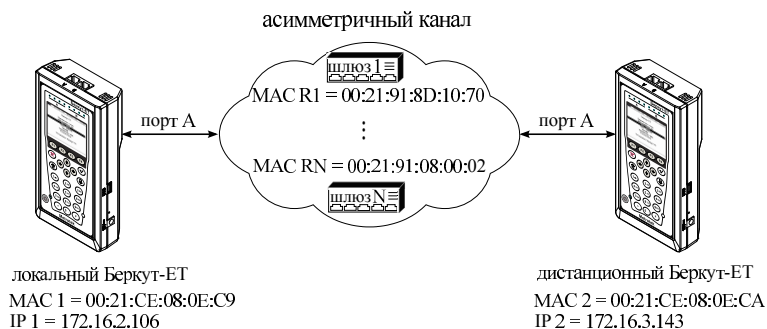 асимметричный канал
шлюз 1
MAC R1 = 00:21:91:8D:10:70
порт А
порт А
MAC RN = 00:21:91:08:00:02
шлюз N
локальный Беркут-ЕТ
MAC 1 = 00:21:CE:08:0E:C9
IP 1 = 172.16.2.106
дистанционный Беркут-ЕТ
MAC 2 = 00:21:CE:08:0E:CA
IP 2 = 172.16.3.143